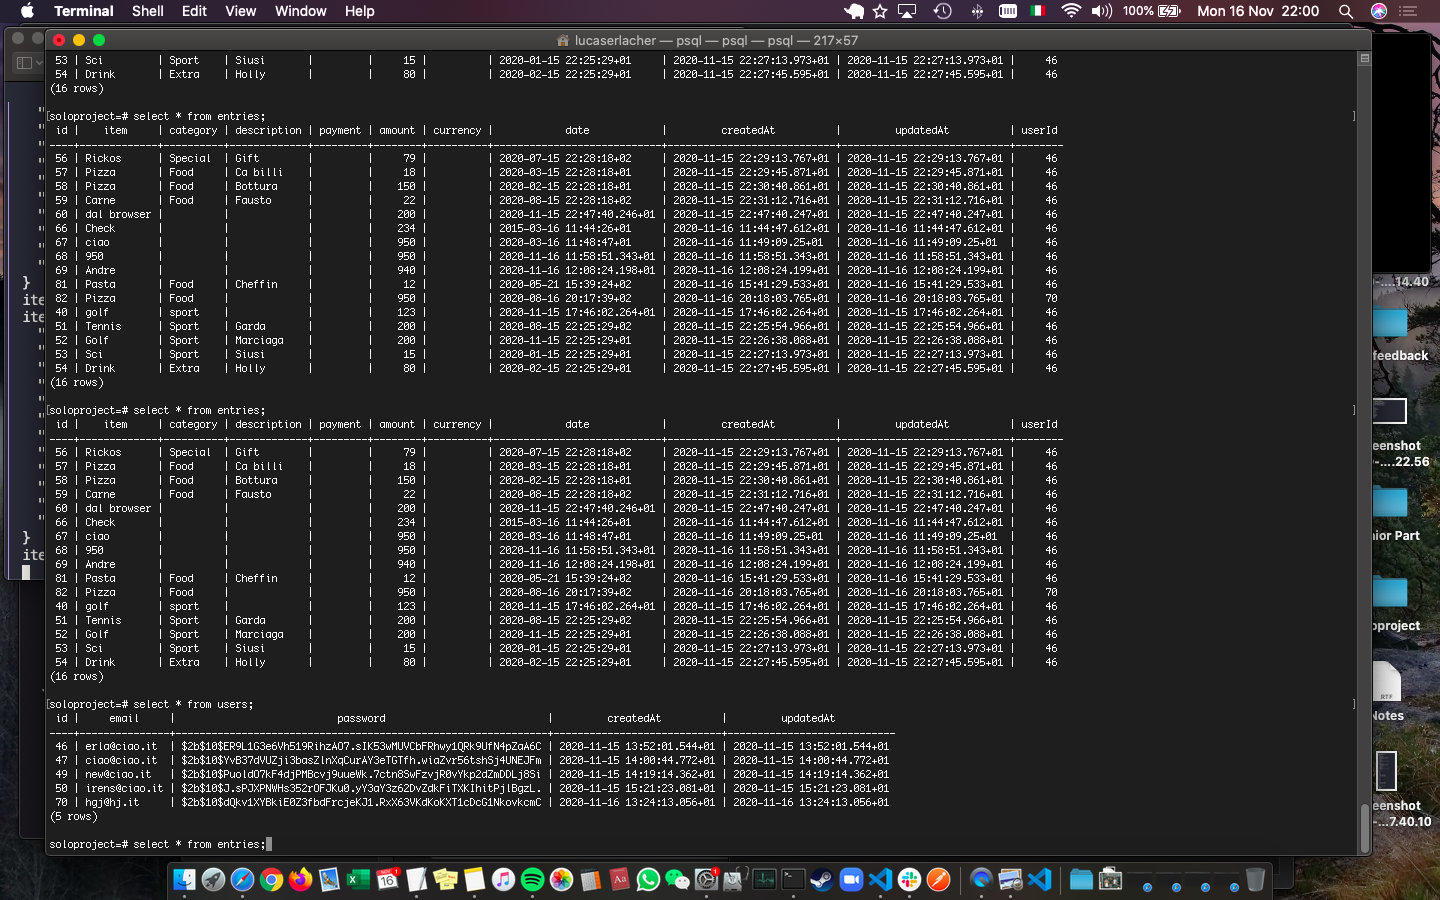 Terminal Shell Edit View Window Help 100% Mon 16 Nov 22:00
lucaserlacher — psql — psql — psql — 217×57
53 | Sci | Sport | Siusi | | 15 | | 2020-01-15 22:25:29+01 | 2020-11-15 22:27:13.973+01 | 2020-11-15 22:27:13.973+01 | 46
54 | Drink | Extra | Holly | | 80 | | 2020-02-15 22:25:29+01 | 2020-11-15 22:27:45.595+01 | 2020-11-15 22:27:45.595+01 | 46
(16 rows)
[soloproject=# select * from entries; ]
id | item | category | description | payment | amount | currency | date | createdAt | updatedAt | userId
56 | Rickos | Special | Gift | | 79 | | 2020-07-15 22:28:18+02 | 2020-11-15 22:29:13.767+01 | 2020-11-15 22:29:13.767+01 | 46
57 | Pizza | Food | Ca billi | | 18 | | 2020-03-15 22:28:18+01 | 2020-11-15 22:29:45.871+01 | 2020-11-15 22:29:45.871+01 | 46
58 | Pizza | Food | Bottura | | 150 | | 2020-02-15 22:28:18+01 | 2020-11-15 22:30:40.861+01 | 2020-11-15 22:30:40.861+01 | 46
59 | Carne | Food | Fausto | | 22 | | 2020-08-15 22:28:18+02 | 2020-11-15 22:31:12.716+01 | 2020-11-15 22:31:12.716+01 | 46
60 | dal browser | | | | 200 | | 2020-11-15 22:47:40.246+01 | 2020-11-15 22:47:40.247+01 | 2020-11-15 22:47:40.247+01 | 46
66 | Check | | | | 234 | | 2015-03-16 11:44:26+01 | 2020-11-16 11:44:47.612+01 | 2020-11-16 11:44:47.612+01 | 46
67 | ciao | | | | 950 | | 2020-03-16 11:48:47+01 | 2020-11-16 11:49:09.25+01 | 2020-11-16 11:49:09.25+01 | 46
68 | 950 | | | | 950 | | 2020-11-16 11:58:51.343+01 | 2020-11-16 11:58:51.343+01 | 2020-11-16 11:58:51.343+01 | 46
69 | Andre | | | | 940 | | 2020-11-16 12:08:24.198+01 | 2020-11-16 12:08:24.199+01 | 2020-11-16 12:08:24.199+01 | 46
81 | Pasta | Food | Cheffin | | 12 | | 2020-05-21 15:39:24+02 | 2020-11-16 15:41:29.533+01 | 2020-11-16 15:41:29.533+01 | 46
82 | Pizza | Food | | | 950 | | 2020-08-16 20:17:39+02 | 2020-11-16 20:18:03.765+01 | 2020-11-16 20:18:03.765+01 | 70
40 | golf | sport | | | 123 | | 2020-11-15 17:46:02.264+01 | 2020-11-15 17:46:02.264+01 | 2020-11-15 17:46:02.264+01 | 46
51 | Tennis | Sport | Garda | | 200 | | 2020-08-15 22:25:29+02 | 2020-11-15 22:25:54.966+01 | 2020-11-15 22:25:54.966+01 | 46
52 | Golf | Sport | Marciaga | | 200 | | 2020-11-15 22:25:29+01 | 2020-11-15 22:26:38.088+01 | 2020-11-15 22:26:38.088+01 | 46
53 | Sci | Sport | Siusi | | 15 | | 2020-01-15 22:25:29+01 | 2020-11-15 22:27:13.973+01 | 2020-11-15 22:27:13.973+01 | 46
54 | Drink | Extra | Holly | | 80 | | 2020-02-15 22:25:29+01 | 2020-11-15 22:27:45.595+01 | 2020-11-15 22:27:45.595+01 | 46
(16 rows)
[soloproject=# select * from entries; ]
id | item | category | description | payment | amount | currency | date | createdAt | updatedAt | userId
56 | Rickos | Special | Gift | | 79 | | 2020-07-15 22:28:18+02 | 2020-11-15 22:29:13.767+01 | 2020-11-15 22:29:13.767+01 | 46
57 | Pizza | Food | Ca billi | | 18 | | 2020-03-15 22:28:18+01 | 2020-11-15 22:29:45.871+01 | 2020-11-15 22:29:45.871+01 | 46
58 | Pizza | Food | Bottura | | 150 | | 2020-02-15 22:28:18+01 | 2020-11-15 22:30:40.861+01 | 2020-11-15 22:30:40.861+01 | 46
59 | Carne | Food | Fausto | | 22 | | 2020-08-15 22:28:18+02 | 2020-11-15 22:31:12.716+01 | 2020-11-15 22:31:12.716+01 | 46
60 | dal browser | | | | 200 | | 2020-11-15 22:47:40.246+01 | 2020-11-15 22:47:40.247+01 | 2020-11-15 22:47:40.247+01 | 46
66 | Check | | | | 234 | | 2015-03-16 11:44:26+01 | 2020-11-16 11:44:47.612+01 | 2020-11-16 11:44:47.612+01 | 46
67 | ciao | | | | 950 | | 2020-03-16 11:48:47+01 | 2020-11-16 11:49:09.25+01 | 2020-11-16 11:49:09.25+01 | 46
68 | 950 | | | | 950 | | 2020-11-16 11:58:51.343+01 | 2020-11-16 11:58:51.343+01 | 2020-11-16 11:58:51.343+01 | 46
69 | Andre | | | | 940 | | 2020-11-16 12:08:24.198+01 | 2020-11-16 12:08:24.199+01 | 2020-11-16 12:08:24.199+01 | 46
81 | Pasta | Food | Cheffin | | 12 | | 2020-05-21 15:39:24+02 | 2020-11-16 15:41:29.533+01 | 2020-11-16 15:41:29.533+01 | 46
82 | Pizza | Food | | | 950 | | 2020-08-16 20:17:39+02 | 2020-11-16 20:18:03.765+01 | 2020-11-16 20:18:03.765+01 | 70
40 | golf | sport | | | 123 | | 2020-11-15 17:46:02.264+01 | 2020-11-15 17:46:02.264+01 | 2020-11-15 17:46:02.264+01 | 46
51 | Tennis | Sport | Garda | | 200 | | 2020-08-15 22:25:29+02 | 2020-11-15 22:25:54.966+01 | 2020-11-15 22:25:54.966+01 | 46
52 | Golf | Sport | Marciaga | | 200 | | 2020-11-15 22:25:29+01 | 2020-11-15 22:26:38.088+01 | 2020-11-15 22:26:38.088+01 | 46
53 | Sci | Sport | Siusi | | 15 | | 2020-01-15 22:25:29+01 | 2020-11-15 22:27:13.973+01 | 2020-11-15 22:27:13.973+01 | 46
54 | Drink | Extra | Holly | | 80 | | 2020-02-15 22:25:29+01 | 2020-11-15 22:27:45.595+01 | 2020-11-15 22:27:45.595+01 | 46
(16 rows)
[soloproject=# select * from users; ]
id | email | password | createdAt | updatedAt
46 | erla@ciao.it | $2b$10$ER9L1G3e6Vh519RihzAO7.sIK53wMUVCbFRhwy1QRk9UfN4pZaA6C | 2020-11-15 13:52:01.544+01 | 2020-11-15 13:52:01.544+01
47 | ciao@ciao.it | $2b$10$YvB37dVUZji3basZlnXqCurAY3eTGTfh.wiaZvr56tshSj4UNEJFm | 2020-11-15 14:00:44.772+01 | 2020-11-15 14:00:44.772+01
49 | new@ciao.it | $2b$10$PuoldO7kF4djPMBcvj9uueWk.7ctn8SwFzvjR0vYkp2dZmDDLj8Si | 2020-11-15 14:19:14.362+01 | 2020-11-15 14:19:14.362+01
50 | irens@ciao.it | $2b$10$J.sPJXPNWHs352rOFJKu0.yY3aY3z62DvZdkFiTXKIhitPjlBgzL. | 2020-11-15 15:21:23.081+01 | 2020-11-15 15:21:23.081+01
70 | hgj@hj.it | $2b$10$dQkv1XYBkiE0Z3fbdFrcjeKJ1.RxX63VKdKoKXT1cDcG1NkovkcmC | 2020-11-16 13:24:13.056+01 | 2020-11-16 13:24:13.056+01
(5 rows)
soloproject=# select * from entries;
}
ite
ite
}
ite
-....14.40
feedback
eenshot
-....22.56
nior Part
oproject
RTF
Notes
eenshot
-...7.40.10
NOV
16
1
1
Aa